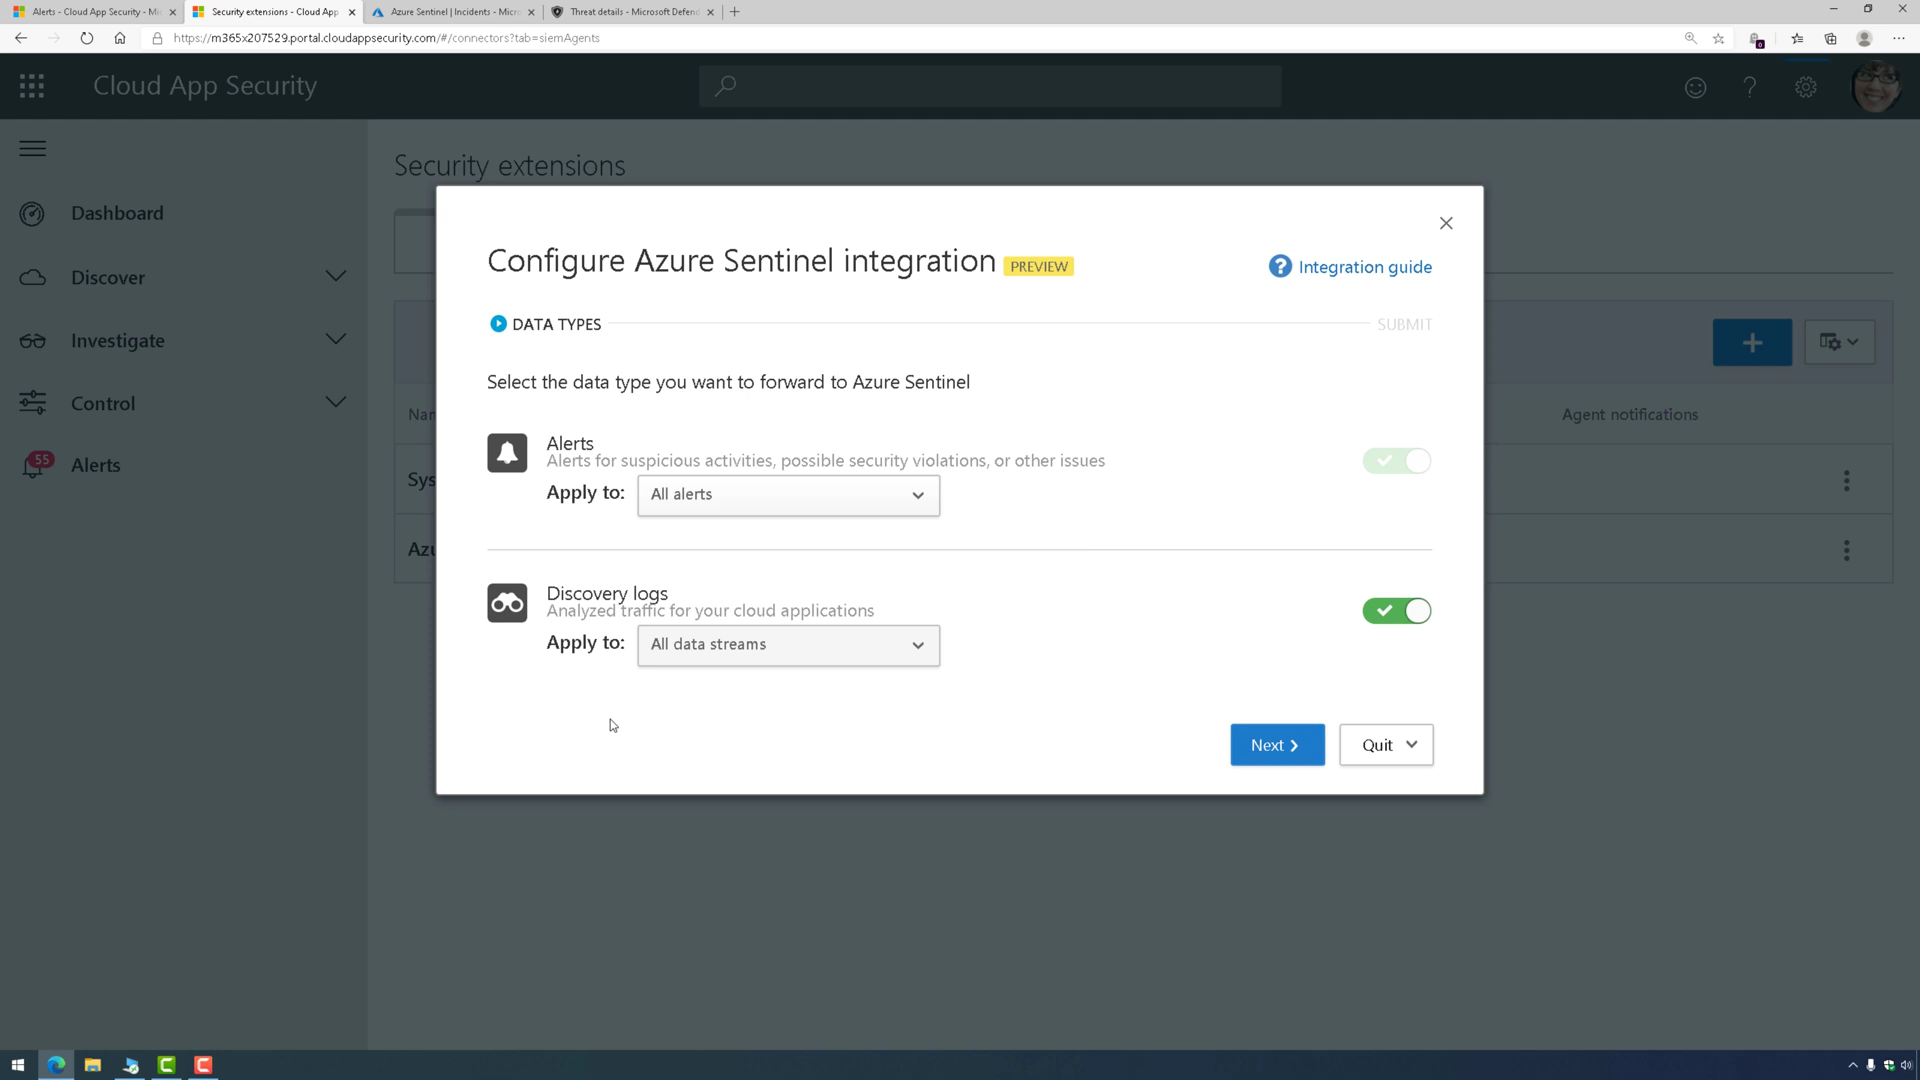 Alerts - Cloud App Security - Mi
Security extensions - Cloud App
Azure Sentinel | Incidents - Micr
Threat details - Microsoft Defend
https://m365x207529.portal.cloudappsecurity.com/#/connectors?tab=siemAgents
Cloud App Security
Security extensions
Dashboard
Discover
Investigate
Control
55
Alerts
Configure Azure Sentinel integration PREVIEW
Integration guide
DATA TYPES
SUBMIT
Select the data type you want to forward to Azure Sentinel
Alerts
Alerts for suspicious activities, possible security violations, or other issues
Apply to: All alerts
Discovery logs
Analyzed traffic for your cloud applications
Apply to: All data streams
Next
Quit
Nar
Agent notifications
Sys
Azu